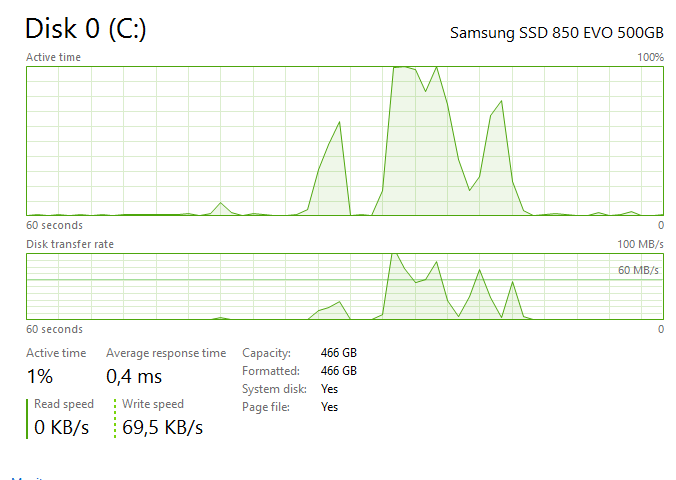 Disk 0 (C:)
Samsung SSD 850 EVO 500GB
Active time
100%
60 seconds
0
Disk transfer rate
100 MB/s
60 MB/s
60 seconds
0
Active time
Average response time
1%
0,4 ms
Read speed
Write speed
0 KB/s
69,5 KB/s
Capacity: 466 GB
Formatted: 466 GB
System disk: Yes
Page file: Yes